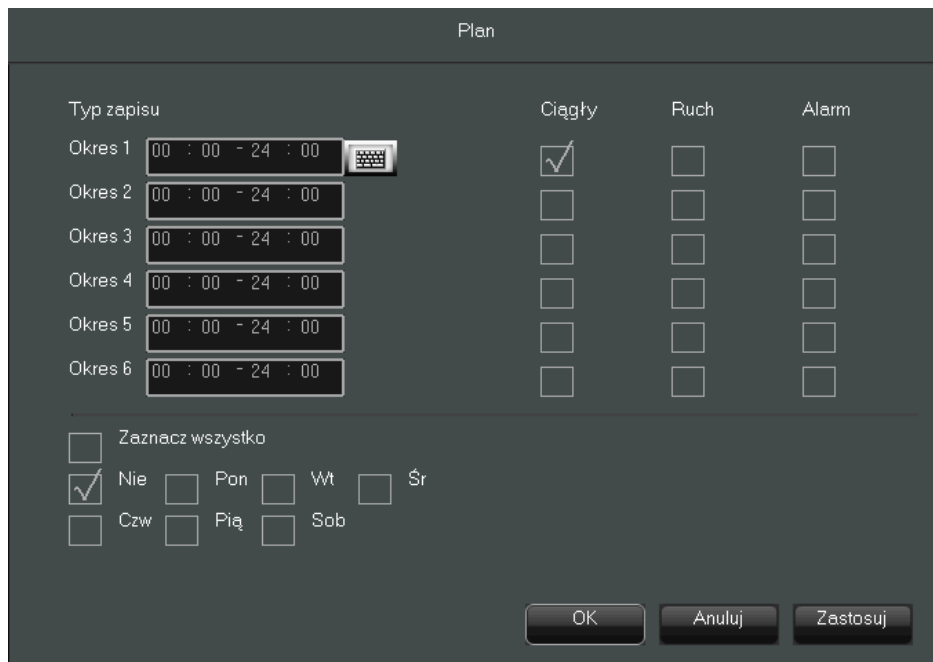 Plan
Typ zapisu Ciągły Ruch Alarm
Okres 1 00 : 00 - 24 : 00
Okres 2 00 : 00 - 24 : 00
Okres 3 00 : 00 - 24 : 00
Okres 4 00 : 00 - 24 : 00
Okres 5 00 : 00 - 24 : 00
Okres 6 00 : 00 - 24 : 00
Zaznacz wszystko
Nie Pon Wt Śr
Czw Pią Sob
OK Anuluj Zastosuj